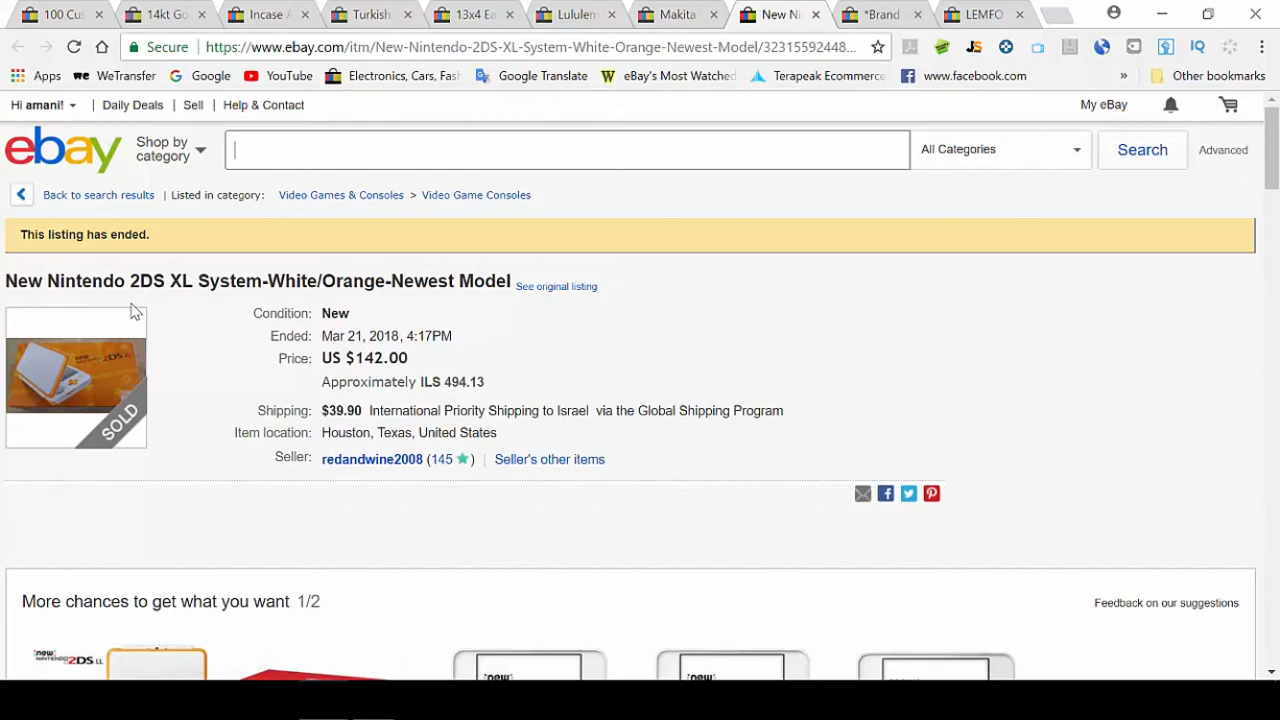 100 Cus
14kt Go
Incase A
Turkish
13x4 Ea
Lululem
Makita
New Ni
*Brand
LEMFO
Secure
https://www.ebay.com/itm/New-Nintendo-2DS-XL-System-White-Orange-Newest-Model/32315592448...
JS
IQ
Apps
we WeTransfer
G Google
YouTube
Electronics, Cars, Fas
Google Translate
W eBay's Most Watched
Terapeak Ecommerce
www.facebook.com
»
Other bookmarks
Hi amani! | Daily Deals | Sell | Help & Contact
My eBay
ebay
Shop by
category
All Categories
Search
Advanced
Back to search results | Listed in category: Video Games & Consoles > Video Game Consoles
This listing has ended.
New Nintendo 2DS XL System-White/Orange-Newest Model See original listing
SOLD
Condition: New
Ended: Mar 21, 2018, 4:17PM
Price: US $142.00
Approximately ILS 494.13
Shipping: $39.90 International Priority Shipping to Israel via the Global Shipping Program
Item location: Houston, Texas, United States
Seller: redandwine2008 (145 ) | Seller's other items
More chances to get what you want 1/2
Feedback on our suggestions
new
NINTENDO2DS LL
new
new